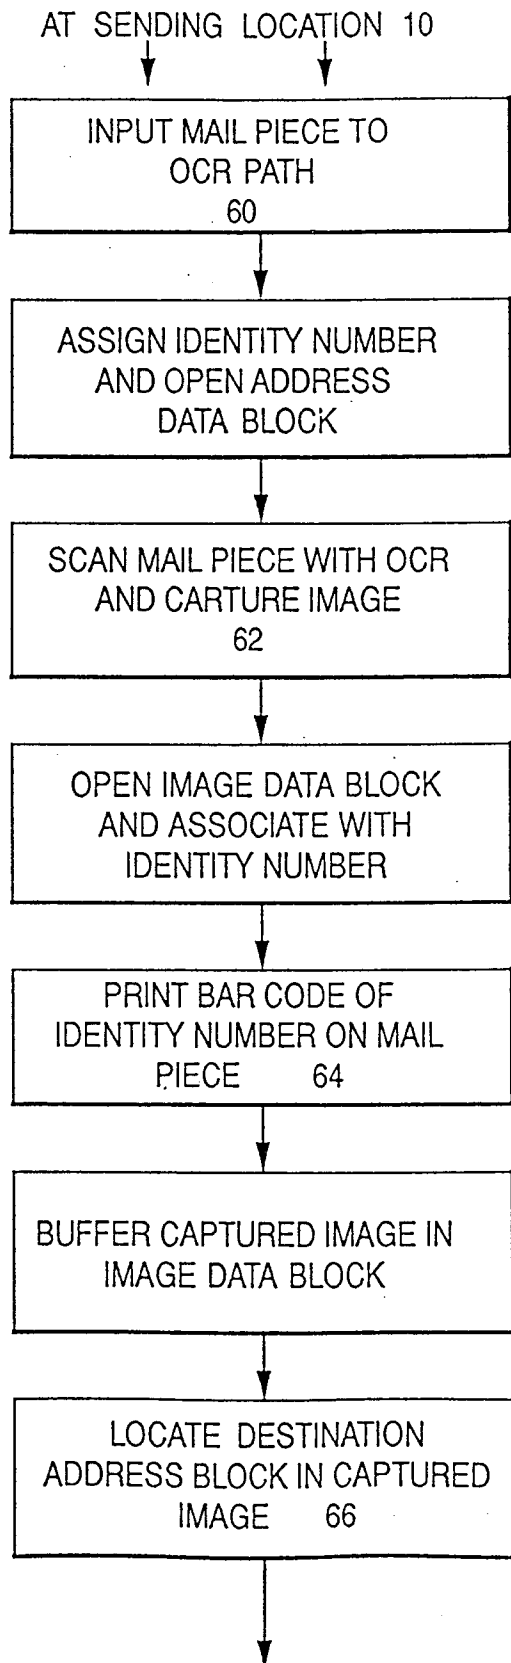 AT SENDING LOCATION 10
INPUT MAIL PIECE TO
OCR PATH
60
ASSIGN IDENTITY NUMBER
AND OPEN ADDRESS
DATA BLOCK
SCAN MAIL PIECE WITH OCR
AND CARTURE IMAGE
62
OPEN IMAGE DATA BLOCK
AND ASSOCIATE WITH
IDENTITY NUMBER
PRINT BAR CODE OF
IDENTITY NUMBER ON MAIL
PIECE 64
BUFFER CAPTURED IMAGE IN
IMAGE DATA BLOCK
LOCATE DESTINATION
ADDRESS BLOCK IN CAPTURED
IMAGE 66